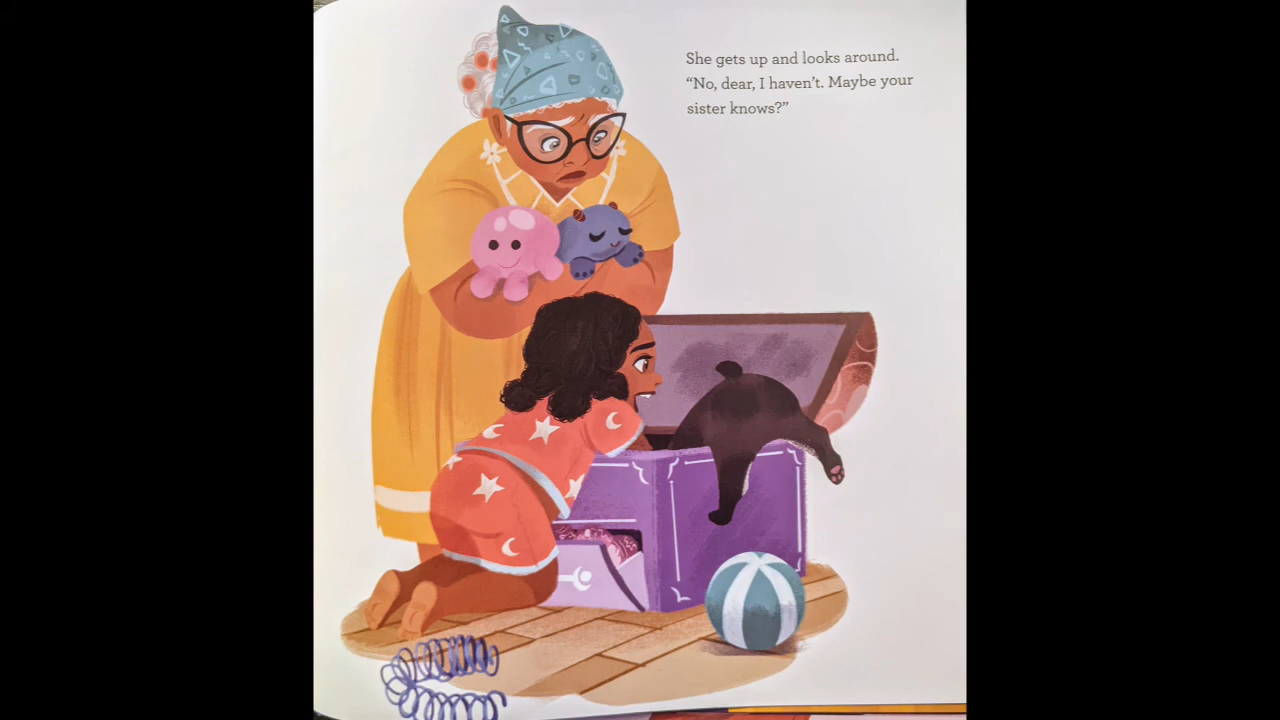 She gets up and looks around.
“No, dear, I haven’t. Maybe your
sister knows?”